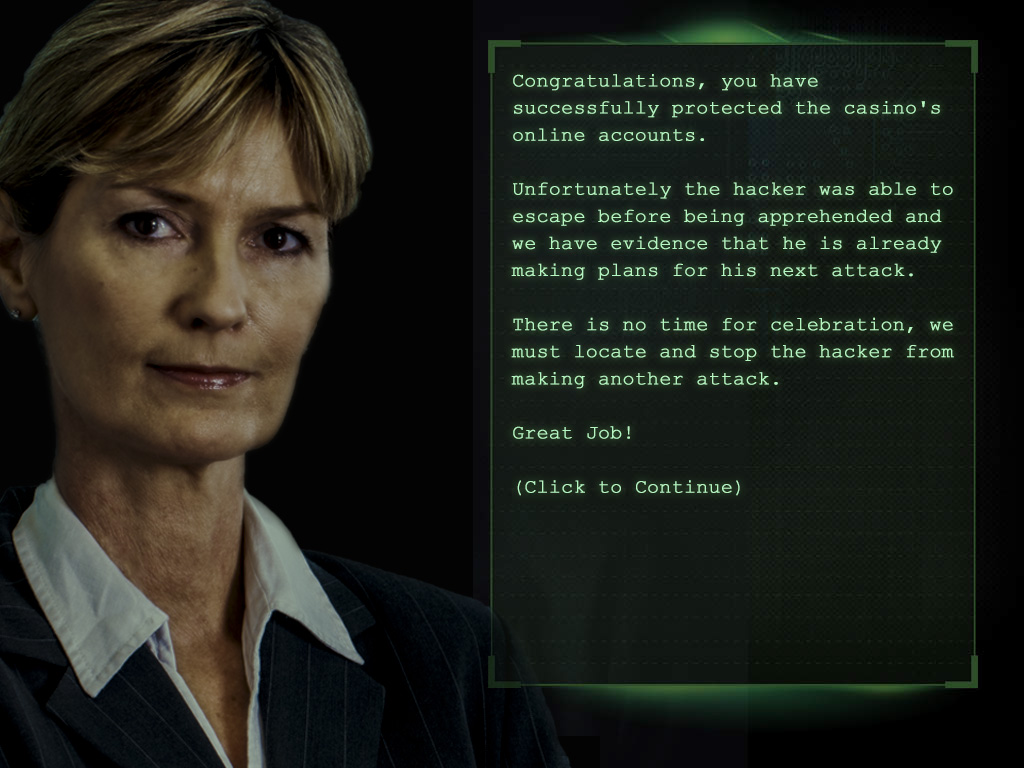 Congratulations, you have
successfully protected the casino's
online accounts.
Unfortunately the hacker was able to
escape before being apprehended and
we have evidence that he is already
making plans for his next attack.
There is no time for celebration, we
must locate and stop the hacker from
making another attack.
Great Job!
(Click to Continue)